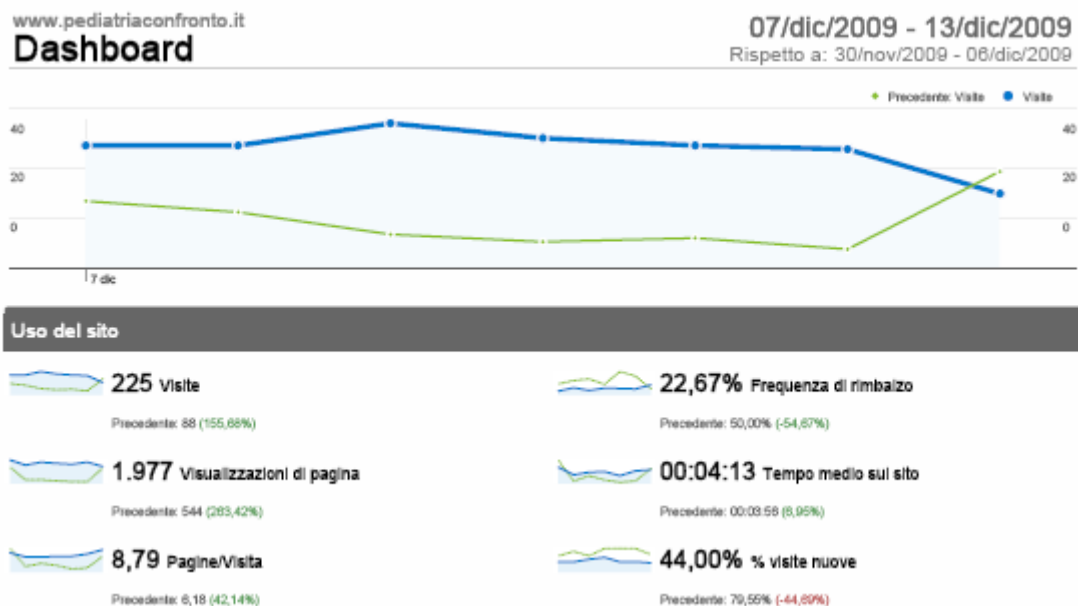 www.pediatriaconfronto.it
Dashboard
07/dic/2009 - 13/dic/2009
Rispetto a: 30/nov/2009 - 06/dic/2009
Precedente: Visite Visite
40 40
20 20
0 0
7 dic
Uso del sito
225 Visite
Precedente: 88 (155,68%)
22,67% Frequenza di rimbalzo
Precedente: 50,00% (-54,67%)
1.977 Visualizzazioni di pagina
Precedente: 544 (263,42%)
00:04:13 Tempo medio sul sito
Precedente: 00:03:56 (6,95%)
8,79 Pagine/Visita
Precedente: 6,18 (42,14%)
44,00% % visite nuove
Precedente: 79,55% (-44,69%)